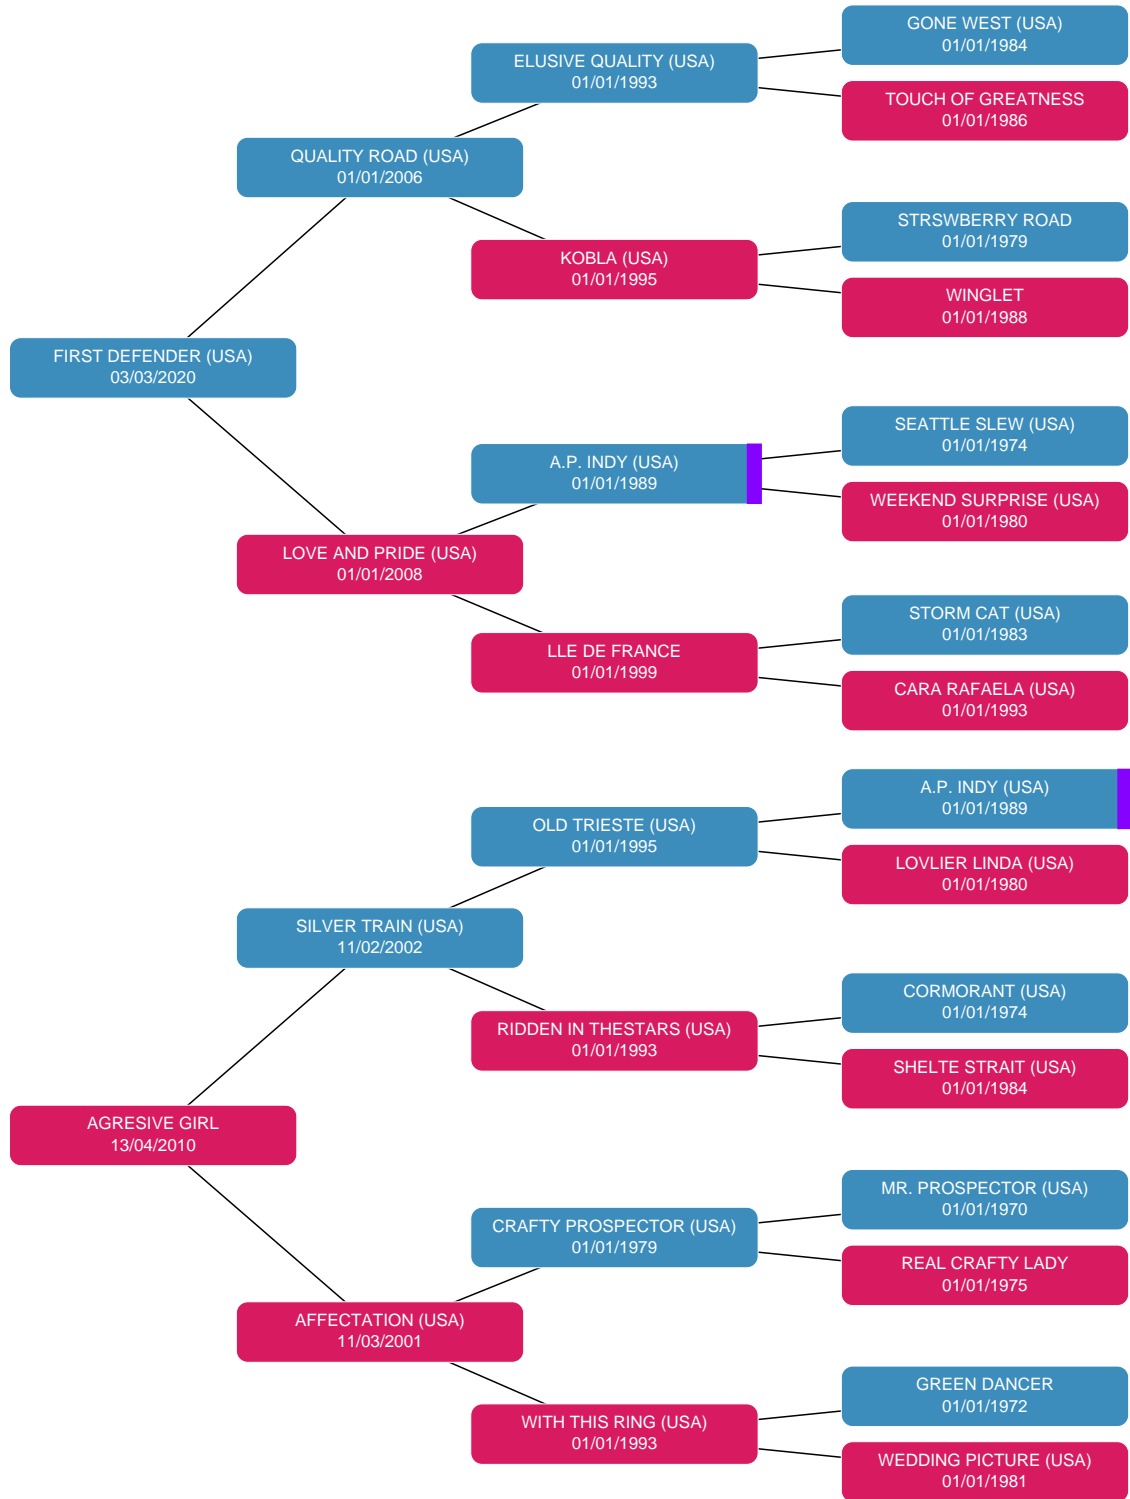 GONE WEST (USA)
01/01/1984
ELUSIVE QUALITY (USA)
01/01/1993
TOUCH OF GREATNESS
01/01/1986
QUALITY ROAD (USA)
01/01/2006
STRSWBERRY ROAD
01/01/1979
KOBLA (USA)
01/01/1995
WINGLET
01/01/1988
FIRST DEFENDER (USA)
03/03/2020
SEATTLE SLEW (USA)
01/01/1974
A.P. INDY (USA)
01/01/1989
WEEKEND SURPRISE (USA)
01/01/1980
LOVE AND PRIDE (USA)
01/01/2008
STORM CAT (USA)
01/01/1983
LLE DE FRANCE
01/01/1999
CARA RAFAELA (USA)
01/01/1993
A.P. INDY (USA)
01/01/1989
OLD TRIESTE (USA)
01/01/1995
LOVLIER LINDA (USA)
01/01/1980
SILVER TRAIN (USA)
11/02/2002
CORMORANT (USA)
01/01/1974
RIDDEN IN THESTARS (USA)
01/01/1993
SHELTE STRAIT (USA)
01/01/1984
AGRESIVE GIRL
13/04/2010
MR. PROSPECTOR (USA)
01/01/1970
CRAFTY PROSPECTOR (USA)
01/01/1979
REAL CRAFTY LADY
01/01/1975
AFFECTATION (USA)
11/03/2001
GREEN DANCER
01/01/1972
WITH THIS RING (USA)
01/01/1993
WEDDING PICTURE (USA)
01/01/1981